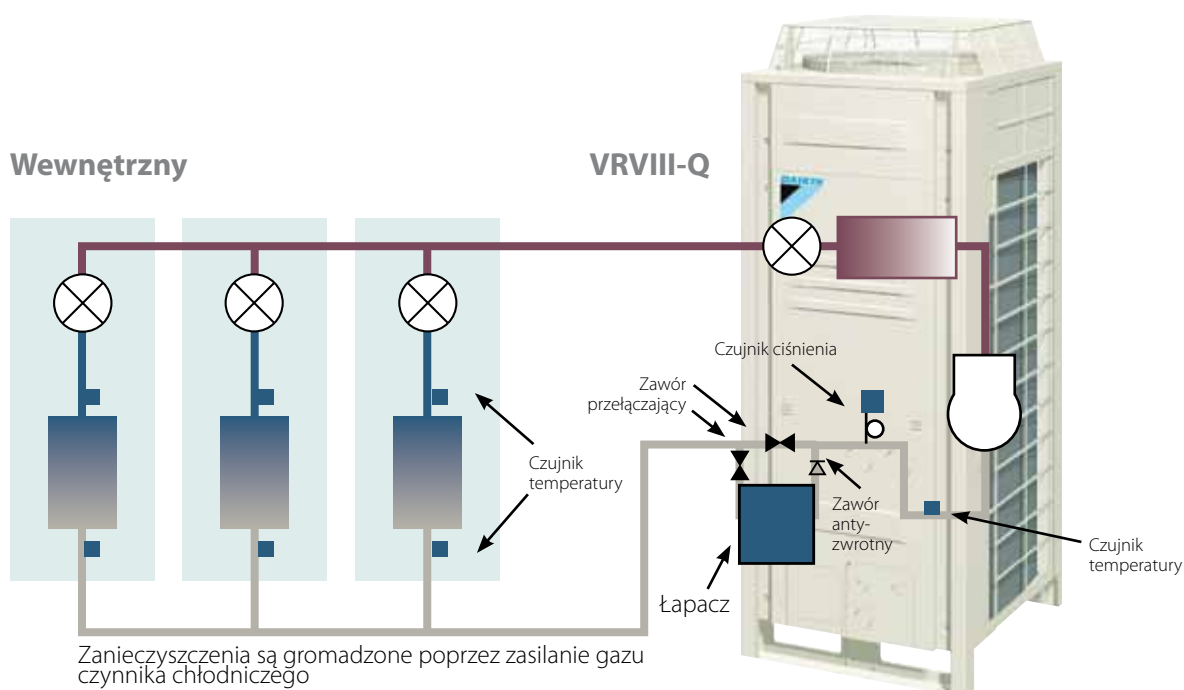 Wewnętrzny
VRVIII-Q
DAIKIN
Czujnik ciśnienia
Zawór
przełączający
Czujnik
temperatury
Zawór
anty-
zwrotny
Czujnik
temperatury
Łapacz
Zanieczyszczenia są gromadzone poprzez zasilanie gazu
czynnika chłodniczego